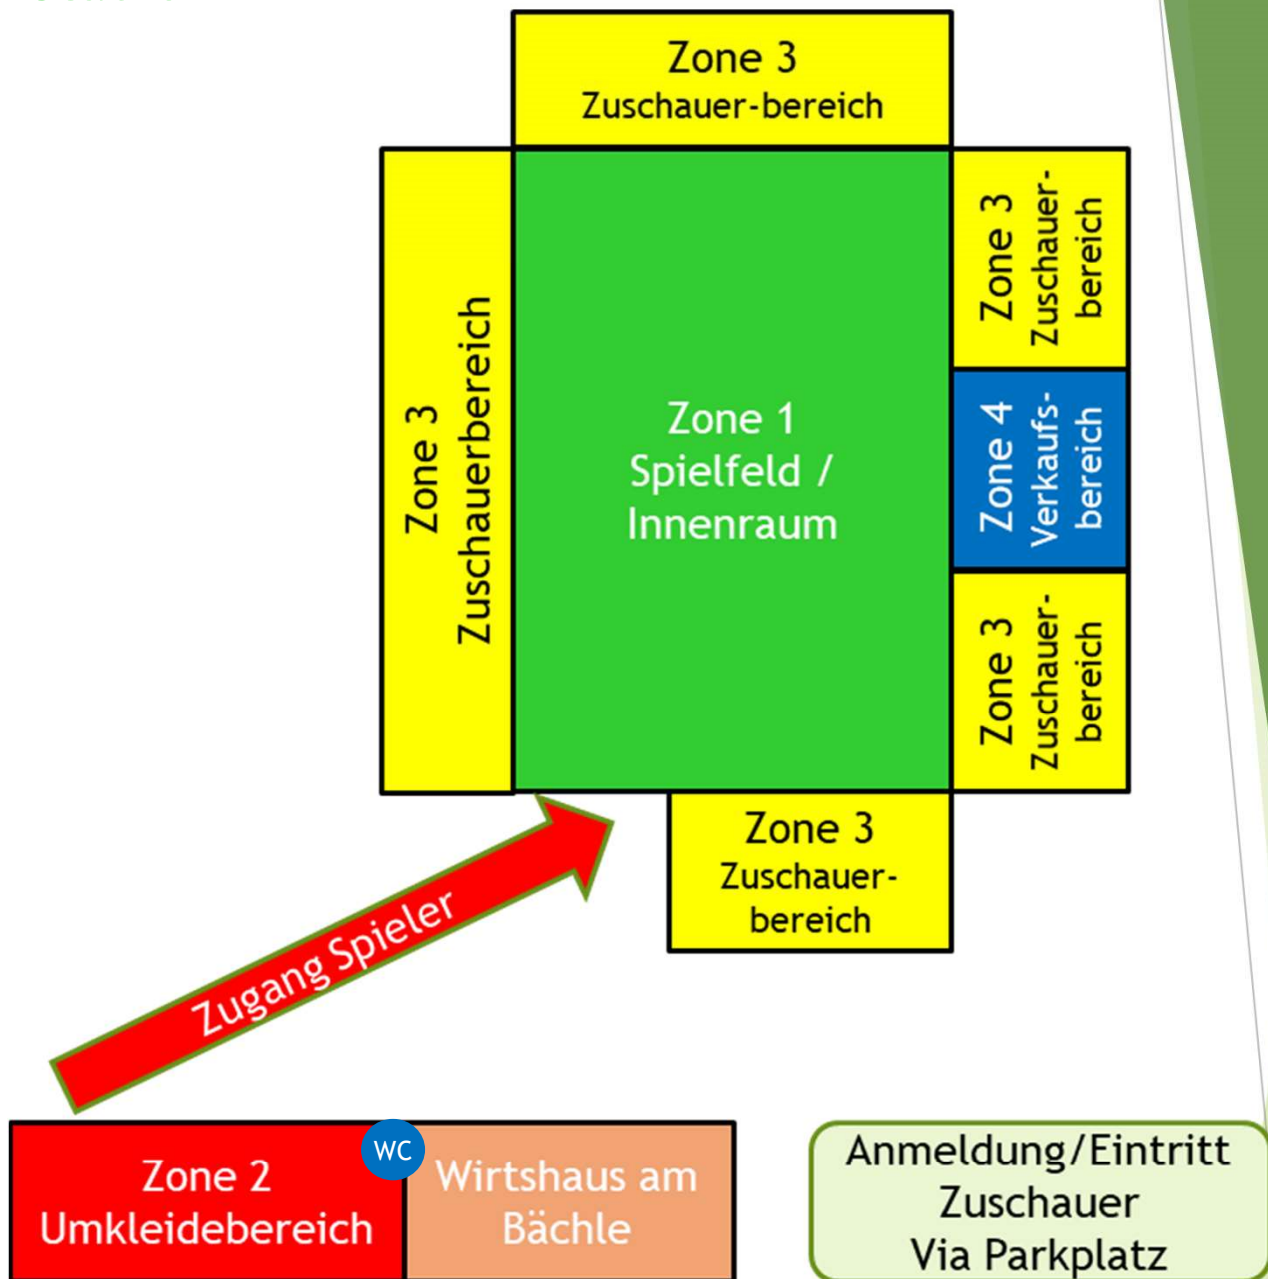 Zone 3
Zuschauer-bereich
Zone 3
Zuschauerbereich
Zone 1
Spielfeld /
Innenraum
Zone 3
Zuschauer-
bereich
Zone 4
Verkaufs-
bereich
Zone 3
Zuschauer-
bereich
Zone 3
Zuschauer-
bereich
Zugang Spieler
Zone 2
Umkleidebereich
WC
Wirtshaus am
Bächle
Anmeldung/Eintritt
Zuschauer
Via Parkplatz